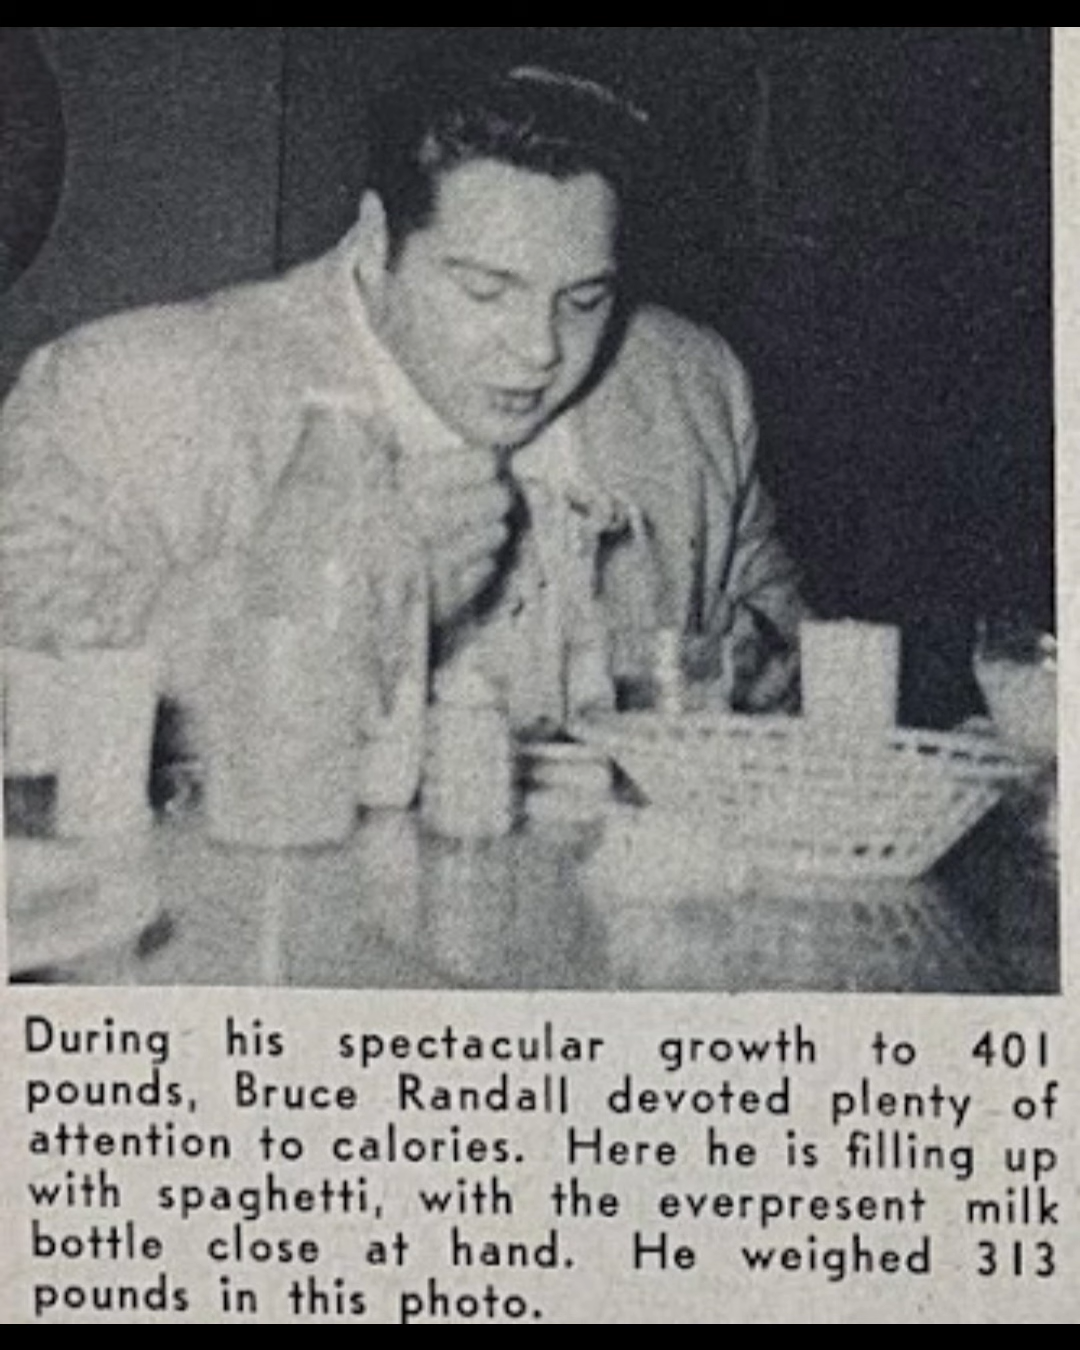 During his spectacular growth to 401
pounds, Bruce Randall devoted plenty of
attention to calories. Here he is filling up
with spaghetti, with the everpresent milk
bottle close at hand. He weighed 313
pounds in this photo.